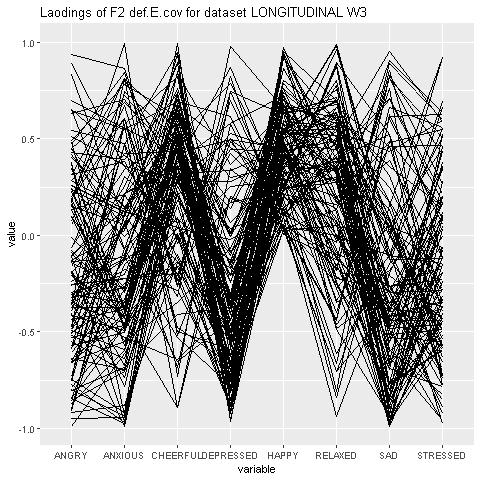 Laodings of F2 def.E.cov for dataset LONGITUDINAL W3
1.0
0.5
0.0
-0.5
-1.0
value
ANGRY ANXIOUS CHEERFULDEPRESSED HAPPY RELAXED SAD STRESSED
variable